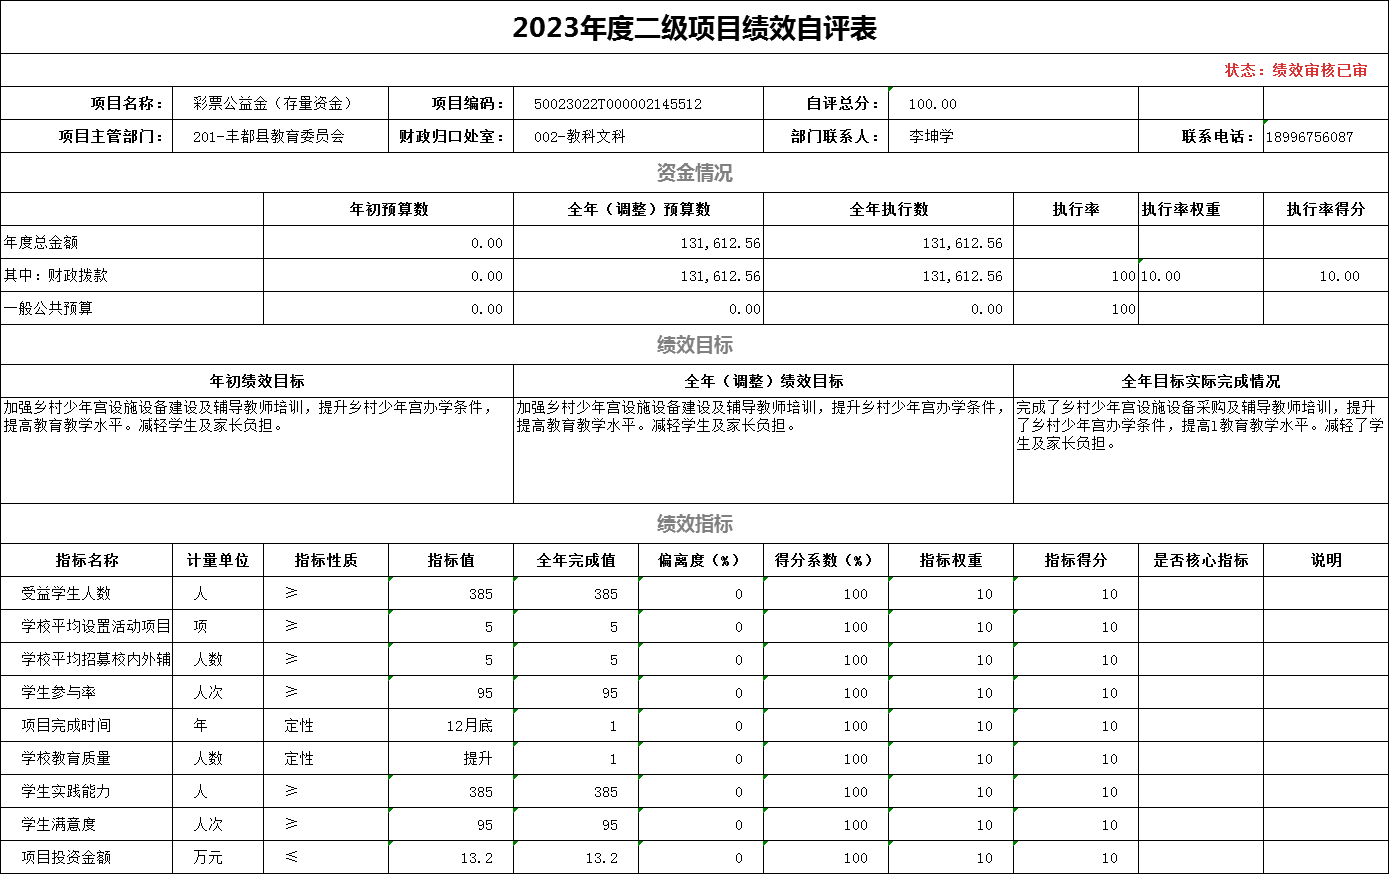 2023年度二级项目绩效自评表
状态：绩效审核已审
项目名称： 彩票公益金（存量资金） 项目编码： 50023022T000002145512 自评总分： 100.00
项目主管部门： 201-丰都县教育委员会 财政归口处室： 002-教科文科 部门联系人： 李坤学 联系电话： 18996756087
资金情况
年初预算数 全年（调整）预算数 全年执行数 执行率 执行率权重 执行率得分
年度总金额 0.00 131,612.56 131,612.56
其中：财政拨款 0.00 131,612.56 131,612.56 100 10.00 10.00
一般公共预算 0.00 0.00 0.00 100
绩效目标
年初绩效目标 全年（调整）绩效目标 全年目标实际完成情况
加强乡村少年宫设施设备建设及辅导教师培训，提升乡村少年宫办学条件，
提高教育教学水平。减轻学生及家长负担。
加强乡村少年宫设施设备建设及辅导教师培训，提升乡村少年宫办学条件，
提高教育教学水平。减轻学生及家长负担。
完成了乡村少年宫设施设备采购及辅导教师培训，提升
了乡村少年宫办学条件，提高1教育教学水平。减轻了学
生及家长负担。
绩效指标
指标名称 计量单位 指标性质 指标值 全年完成值 偏离度（%） 得分系数（%） 指标权重 指标得分 是否核心指标 说明
受益学生人数 人 ≥ 385 385 0 100 10 10
学校平均设置活动项目 项 ≥ 5 5 0 100 10 10
学校平均招募校内外辅 人数 ≥ 5 5 0 100 10 10
学生参与率 人次 ≥ 95 95 0 100 10 10
项目完成时间 年 定性 12月底 1 0 100 10 10
学校教育质量 人数 定性 提升 1 0 100 10 10
学生实践能力 人 ≥ 385 385 0 100 10 10
学生满意度 人次 ≥ 95 95 0 100 10 10
项目投资金额 万元 ≤ 13.2 13.2 0 100 10 10